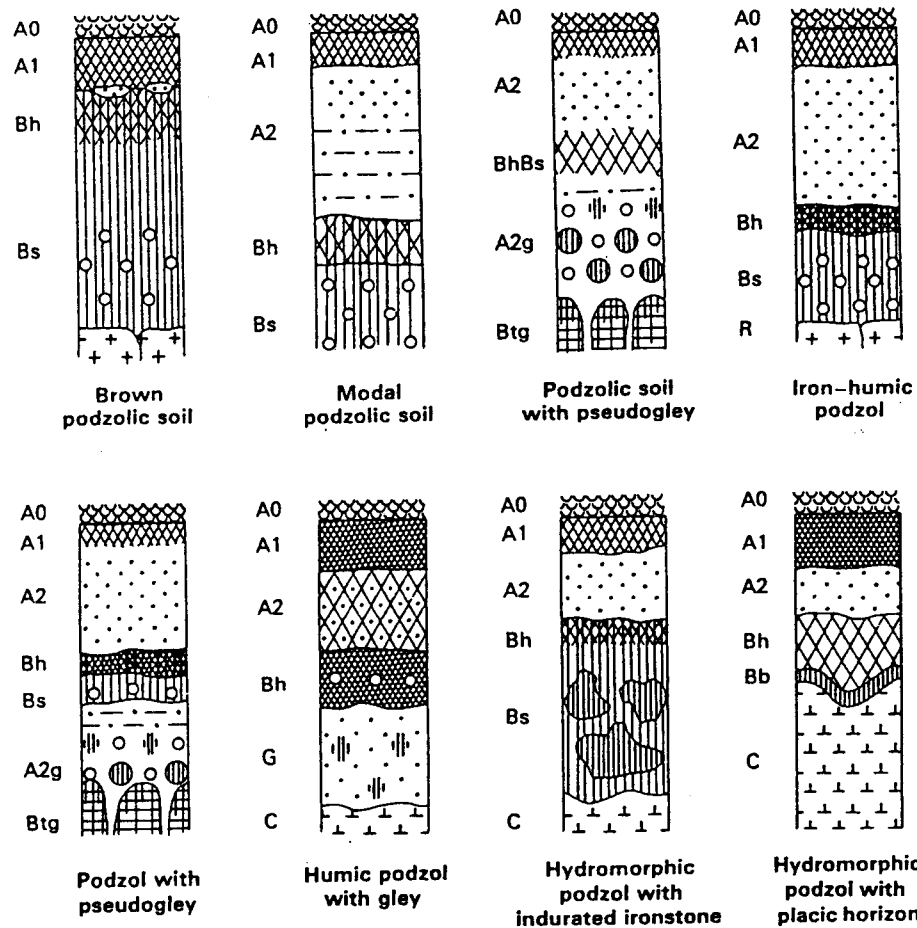 A0
A1
Bh
Bs
Brown
podzolic soil
A0
A1
A2
Bh
Bs
Modal
podzolic soil
A0
A2
BhBs
A2g
Btg
Podzolic soil
with pseudogley
A0
A1
A2
Bh
Bs
R
Iron-humic
podzol
A0
A1
A2
Bh
Bs
A2g
Btg
Podzol with
pseudogley
A0
A1
A2
Bh
G
C
Humic podzol
with gley
A0
A1
A2
Bh
Bs
C
Hydromorphic
podzol with
indurated ironstone
A0
A1
A2
Bh
Bb
C
Hydromorphic
podzol with
placic horizon